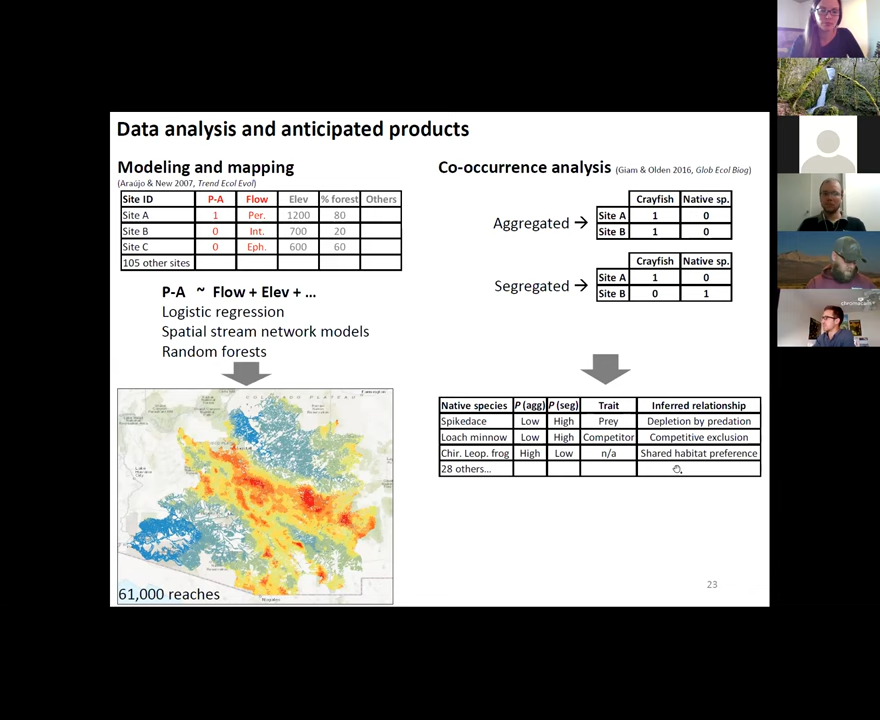 Data analysis and anticipated products
Modeling and mapping
(Araújo & New 2007, Trend Ecol Evol)
Site ID P-A Flow Elev % forest Others
Site A 1 Per. 1200 80
Site B 0 Int. 700 20
Site C 0 Eph. 600 60
105 other sites
P-A ~ Flow + Elev + ...
Logistic regression
Spatial stream network models
Random forests
61,000 reaches
Co-occurrence analysis (Giam & Olden 2016, Glob Ecol Biog)
Crayfish Native sp.
Aggregated →
Site A 1 0
Site B 1 0
Crayfish Native sp.
Segregated →
Site A 1 0
Site B 0 1
Native species P (agg) P (seg) Trait Inferred relationship
Spikedace Low High Prey Depletion by predation
Loach minnow Low High Competitor Competitive exclusion
Chir. Leop. frog High Low n/a Shared habitat preference
28 others...
23